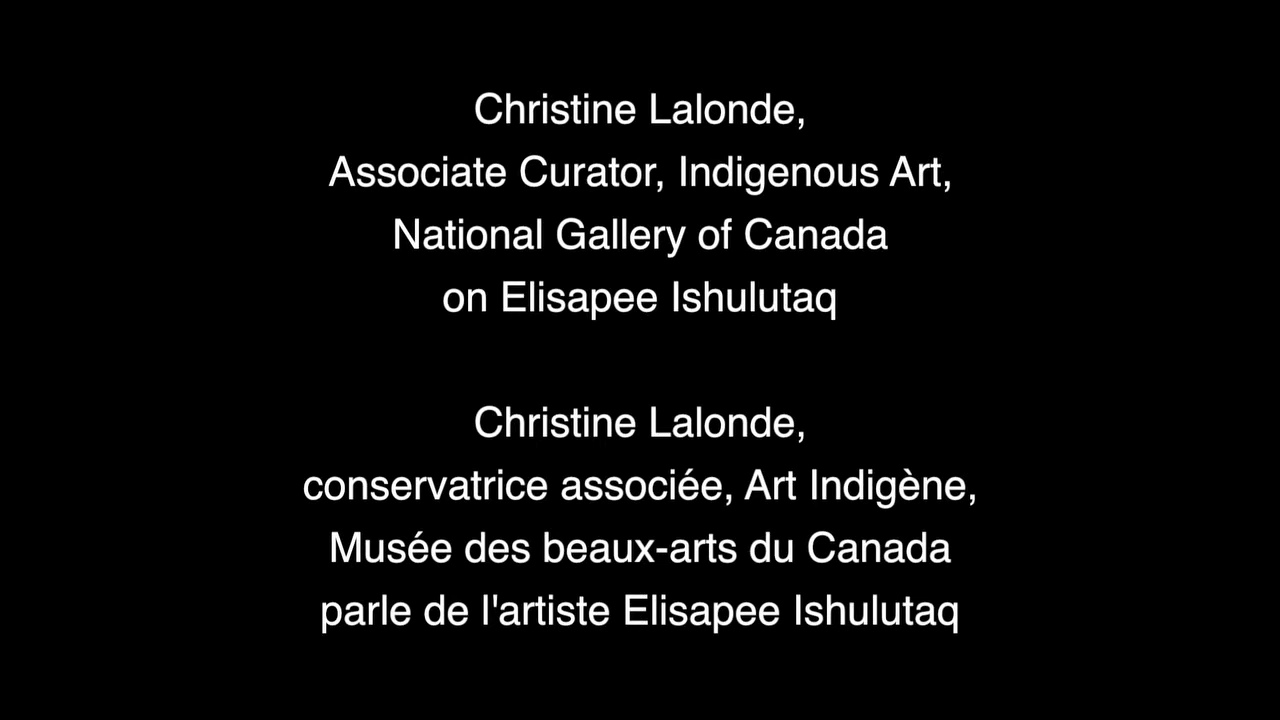 Christine Lalonde,
Associate Curator, Indigenous Art,
National Gallery of Canada
on Elisapee Ishulutaq
Christine Lalonde,
conservatrice associée, Art Indigène,
Musée des beaux-arts du Canada
parle de l'artiste Elisapee Ishulutaq